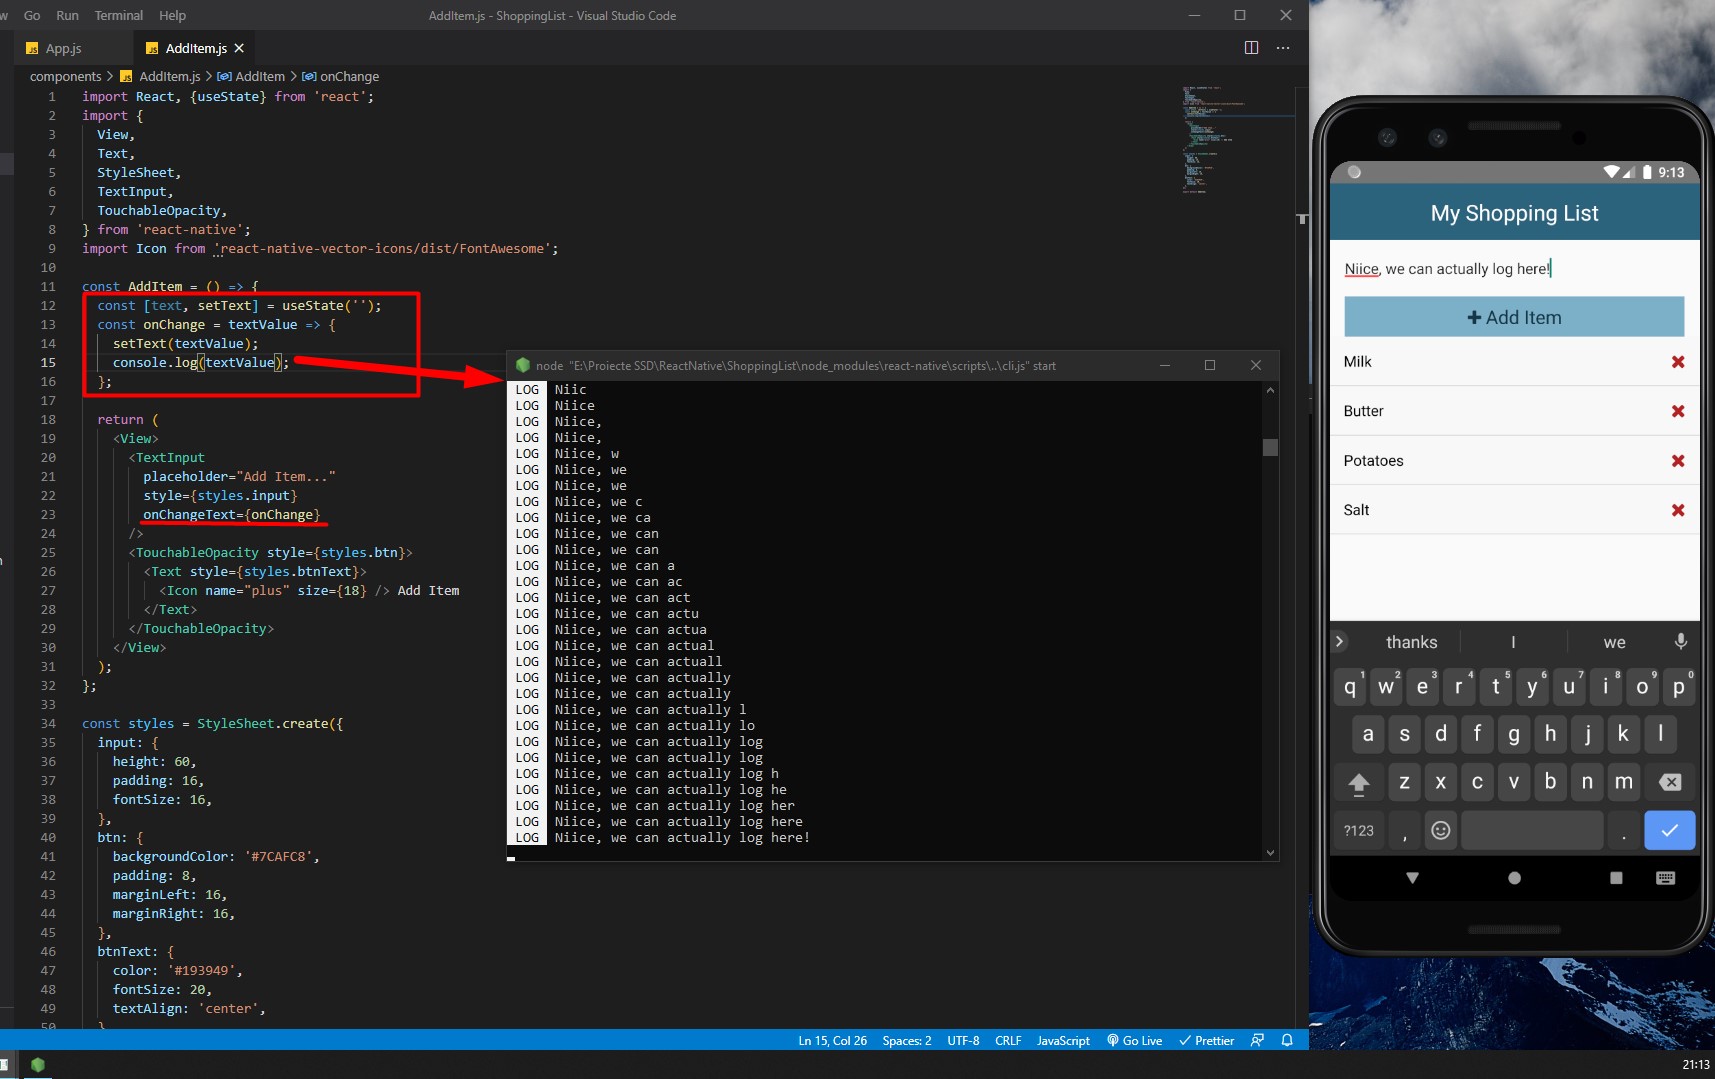 Go Run Terminal Help
AddItem.js - ShoppingList - Visual Studio Code
JS App.js
JS AddItem.js
components > JS AddItem.js > AddItem > onChange
1 import React, {useState} from 'react';
2 import {
3 View,
4 Text,
5 StyleSheet,
6 TextInput,
7 TouchableOpacity,
8 } from 'react-native';
9 import Icon from 'react-native-vector-icons/dist/FontAwesome';
10
11 const AddItem = () => {
12 const [text, setText] = useState('');
13 const onChange = textValue => {
14 setText(textValue);
15 console.log(textValue);
16 };
17
18 return (
19 <View>
20 <TextInput
21 placeholder="Add Item..."
22 style={styles.input}
23 onChangeText={onChange}
24 />
25 <TouchableOpacity style={styles.btn}>
26 <Text style={styles.btnText}>
27 <Icon name="plus" size={18} /> Add Item
28 </Text>
29 </TouchableOpacity>
30 </View>
31 );
32 };
33
34 const styles = StyleSheet.create({
35 input: {
36 height: 60,
37 padding: 16,
38 fontSize: 16,
39 },
40 btn: {
41 backgroundColor: '#7CAFC8',
42 padding: 8,
43 marginLeft: 16,
44 marginRight: 16,
45 },
46 btnText: {
47 color: '#193949',
48 fontSize: 20,
49 textAlign: 'center',
50 }
node "E:\Proiecte SSD\ReactNative\ShoppingList\node_modules\react-native\scripts\..\cli.js" start
LOG Niic
LOG Niice
LOG Niice,
LOG Niice,
LOG Niice, w
LOG Niice, we
LOG Niice, we
LOG Niice, we c
LOG Niice, we ca
LOG Niice, we can
LOG Niice, we can
LOG Niice, we can a
LOG Niice, we can ac
LOG Niice, we can act
LOG Niice, we can actu
LOG Niice, we can actua
LOG Niice, we can actual
LOG Niice, we can actuall
LOG Niice, we can actually
LOG Niice, we can actually
LOG Niice, we can actually l
LOG Niice, we can actually lo
LOG Niice, we can actually log
LOG Niice, we can actually log
LOG Niice, we can actually log h
LOG Niice, we can actually log he
LOG Niice, we can actually log her
LOG Niice, we can actually log here
LOG Niice, we can actually log here!
Ln 15, Col 26 Spaces: 2 UTF-8 CRLF JavaScript Go Live Prettier
21:13
9:13
My Shopping List
Niice, we can actually log here!
Add Item
Milk
Butter
Potatoes
Salt
thanks I we
q1 w2 e3 r4 t5 y6 u7 i8 o9 p0
a s d f g h j k l
z x c v b n m
?123 , .